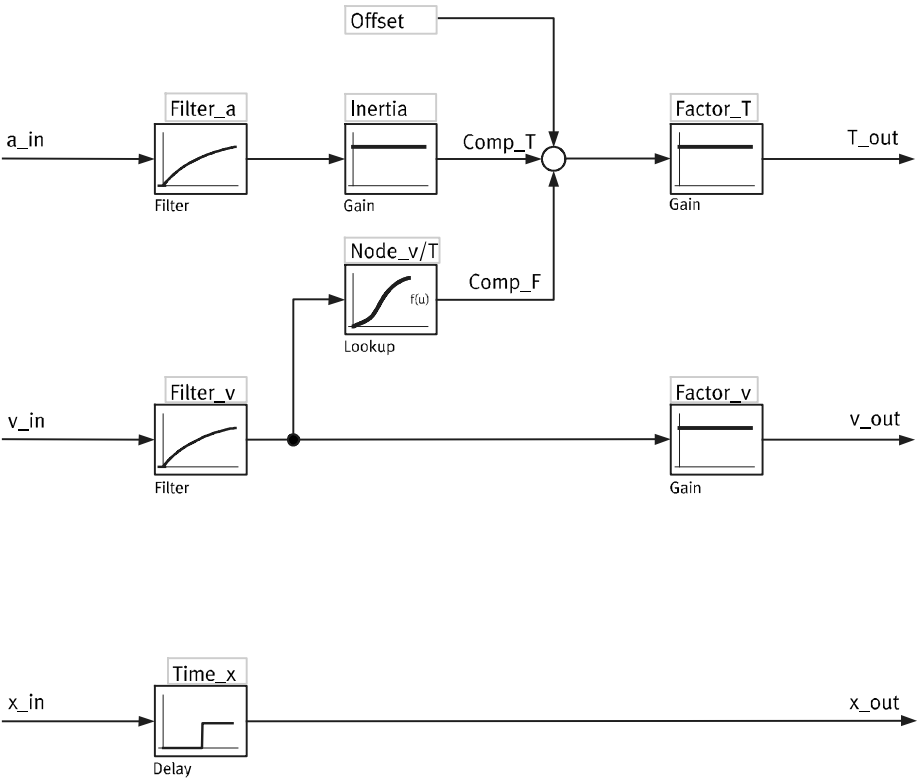 Offset
Filter_a
Inertia
Factor_T
a_in
Comp_T
T_out
Filter
Gain
Gain
Node_v/T
Comp_F
f(u)
Lookup
Filter_v
Factor_v
v_in
v_out
Filter
Gain
Time_x
x_in
x_out
Delay